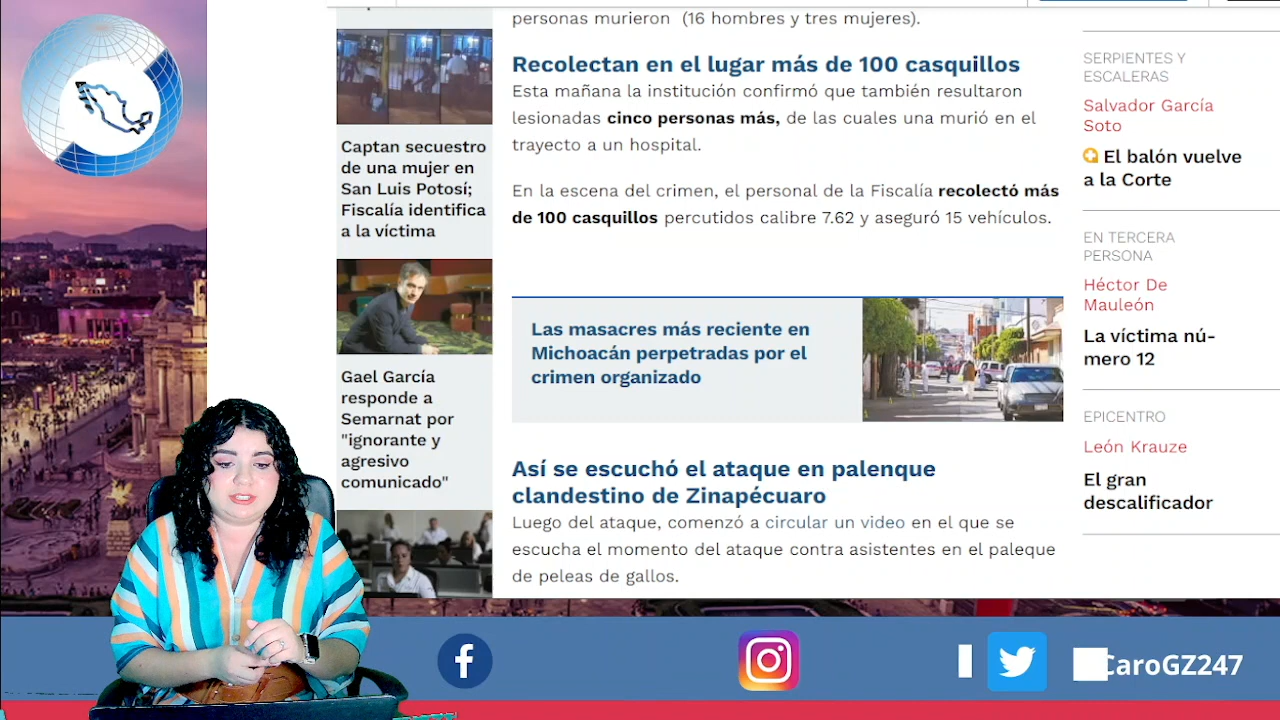 personas murieron (16 hombres y tres mujeres).
Recolectan en el lugar más de 100 casquillos
Esta mañana la institución confirmó que también resultaron
lesionadas cinco personas más, de las cuales una murió en el
trayecto a un hospital.
En la escena del crimen, el personal de la Fiscalía recolectó más
de 100 casquillos percutidos calibre 7.62 y aseguró 15 vehículos.
Las masacres más reciente en
Michoacán perpetradas por el
crimen organizado
Así se escuchó el ataque en palenque
clandestino de Zinapécuaro
Luego del ataque, comenzó a circular un video en el que se
escucha el momento del ataque contra asistentes en el paleque
de peleas de gallos.
Captan secuestro
de una mujer en
San Luis Potosí;
Fiscalía identifica
a la víctima
Gael García
responde a
Semarnat por
"ignorante y
agresivo
comunicado"
SERPIENTES Y
ESCALERAS
Salvador García
Soto
El balón vuelve
a la Corte
EN TERCERA
PERSONA
Héctor De
Mauleón
La víctima nú-
mero 12
EPICENTRO
León Krauze
El gran
descalificador
CaroGZ247